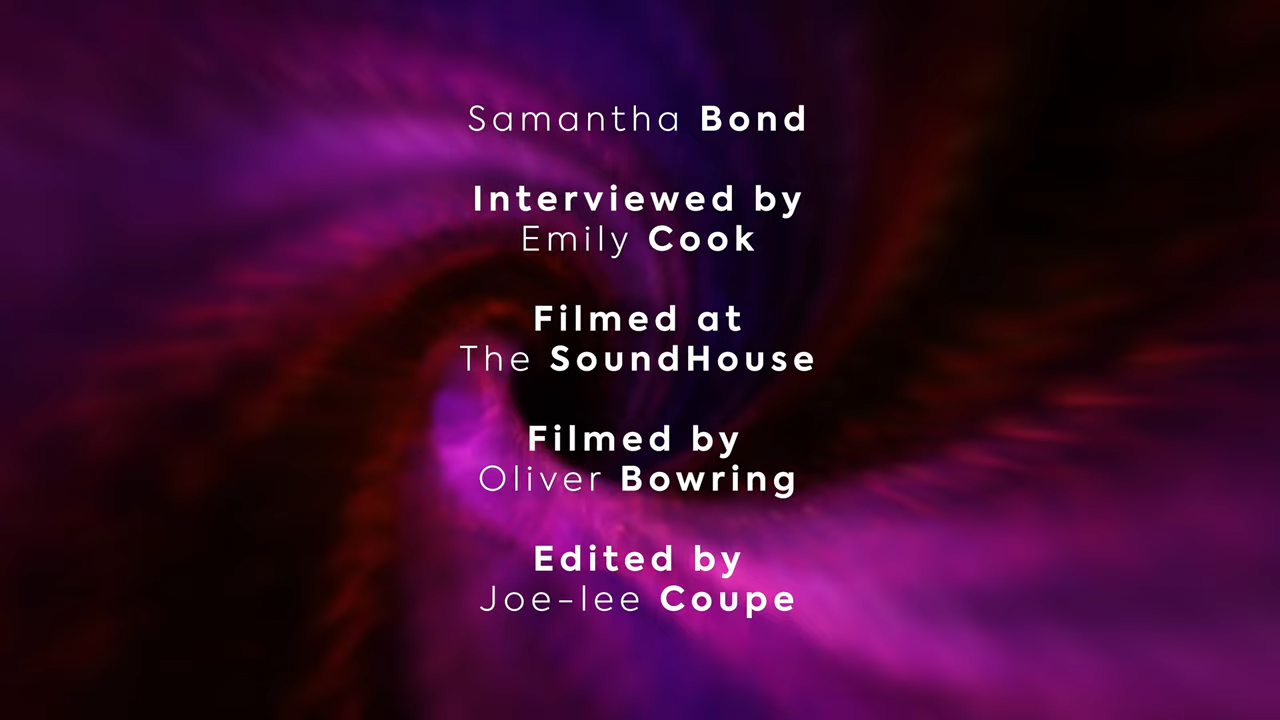 Samantha Bond
Interviewed by
Emily Cook
Filmed at
The SoundHouse
Filmed by
Oliver Bowring
Edited by
Joe-lee Coupe